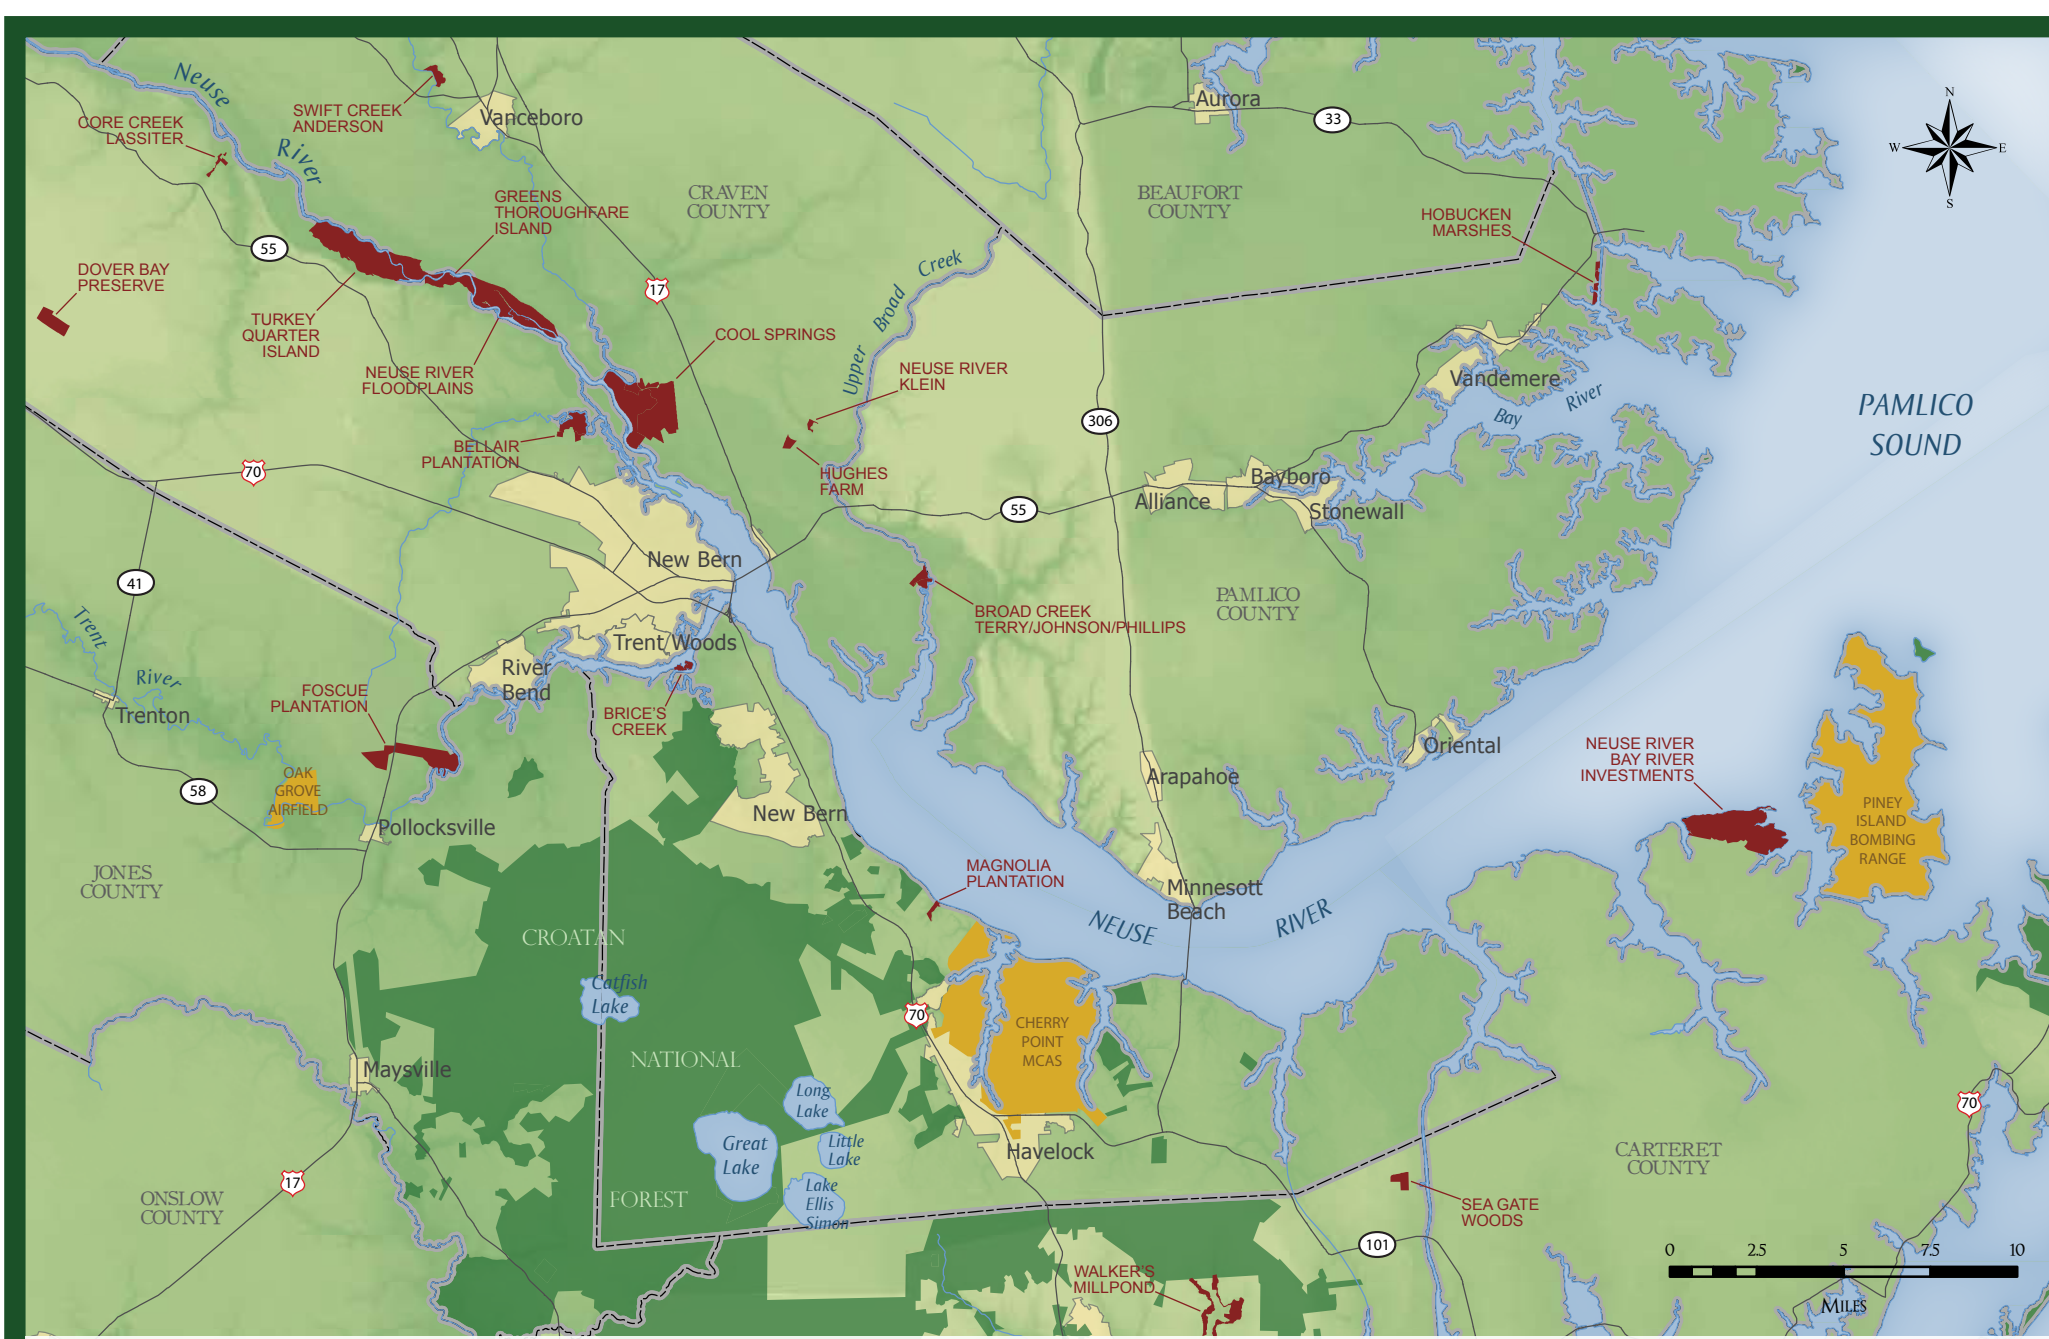 Neuse
River
CORE CREEK
LASSITER
SWIFT CREEK
ANDERSON
Vanceboro
Aurora
33
N
W
E
S
CRAVEN
COUNTY
BEAUFORT
COUNTY
GREENS
THOROUGHFARE
ISLAND
HOBUCKEN
MARSHES
55
DOVER BAY
PRESERVE
17
Upper
Broad
Creek
TURKEY
QUARTER
ISLAND
COOL SPRINGS
NEUSE RIVER
FLOODPLAINS
NEUSE RIVER
KLEIN
Vandemere
Bay
River
PAMLICO
SOUND
306
BELLAIR
PLANTATION
70
HUGHES
FARM
Bayboro
Alliance
Stonewall
55
New Bern
41
PAMLICO
COUNTY
BROAD CREEK
TERRY/JOHNSON/PHILLIPS
Trent
River
Trent Woods
River
Bend
Trenton
FOSCUE
PLANTATION
BRICE'S
CREEK
Oriental
NEUSE RIVER
BAY RIVER
INVESTMENTS
OAK
GROVE
AIRFIELD
58
Arapahoe
New Bern
Pollocksville
PINEY
ISLAND
BOMBING
RANGE
JONES
COUNTY
MAGNOLIA
PLANTATION
Minnesott
Beach
NEUSE
RIVER
CROATAN
Catfish
Lake
70
CHERRY
POINT
MCAS
NATIONAL
Maysville
Long
Lake
70
Great
Lake
Little
Lake
Havelock
CARTERET
COUNTY
17
ONSLOW
COUNTY
FOREST
Lake
Ellis
Simon
SEA GATE
WOODS
101
WALKER'S
MILLPOND
0 2.5 5 7.5 10
MILES